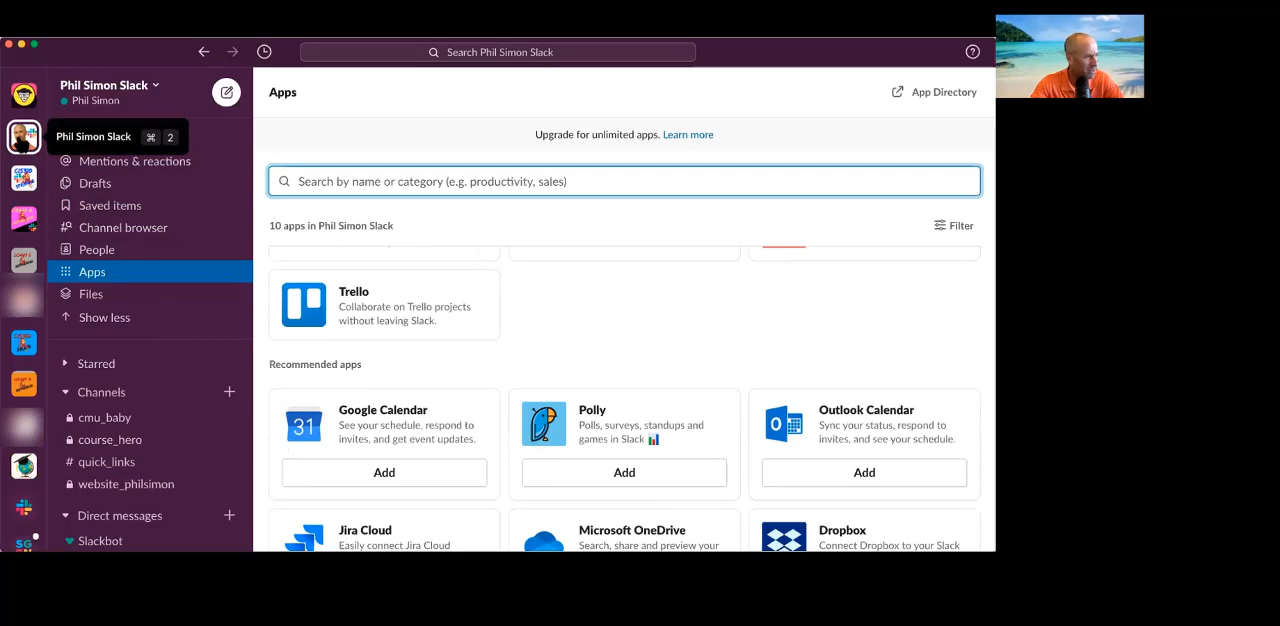 Search Phil Simon Slack
Phil Simon Slack
Phil Simon
Phil Simon Slack ⌘ 2
Mentions & reactions
Drafts
Saved items
Channel browser
People
Apps
Files
Show less
Starred
Channels
cmu_baby
# course_hero
quick_links
website_philsimon
Direct messages
Slackbot
SG
Apps
App Directory
Upgrade for unlimited apps. Learn more
Search by name or category (e.g. productivity, sales)
10 apps in Phil Simon Slack
Filter
Trello
Collaborate on Trello projects
without leaving Slack.
Recommended apps
31
Google Calendar
See your schedule, respond to
invites, and get event updates.
Add
Polly
Polls, surveys, standups and
games in Slack 📊
Add
Outlook Calendar
Sync your status, respond to
invites, and see your schedule.
Add
Jira Cloud
Easily connect Jira Cloud
Microsoft OneDrive
Search, share and preview your
Dropbox
Connect Dropbox to your Slack